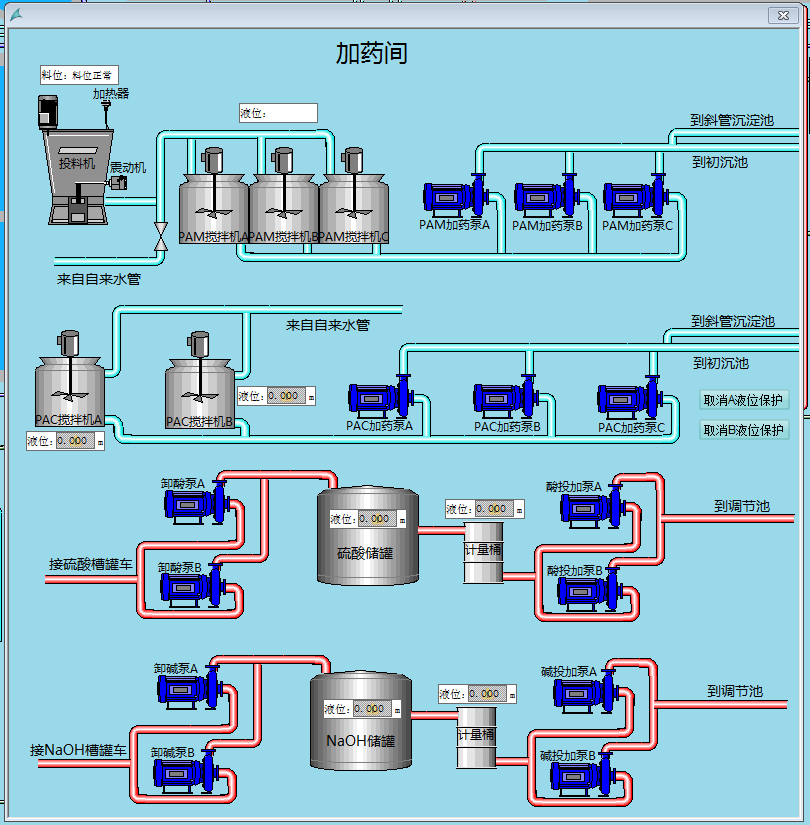 加药间
料位：料位正常
加热器
液位：
投料机
震动机
到斜管沉淀池
到初沉池
PAM搅拌机A
PAM搅拌机B
PAM搅拌机C
PAM加药泵A
PAM加药泵B
PAM加药泵C
来自自来水管
来自自来水管
到斜管沉淀池
到初沉池
PAC搅拌机A
PAC搅拌机B
液位：0.000 m
液位：0.000 m
PAC加药泵A
PAC加药泵B
PAC加药泵C
取消A液位保护
取消B液位保护
卸酸泵A
卸酸泵B
接硫酸槽罐车
液位：0.000 m
硫酸储罐
液位：0.000 m
计量桶
酸投加泵A
酸投加泵B
到调节池
卸碱泵A
卸碱泵B
接NaOH槽罐车
液位：0.000 m
NaOH储罐
液位：0.000 m
计量桶
碱投加泵A
碱投加泵B
到调节池